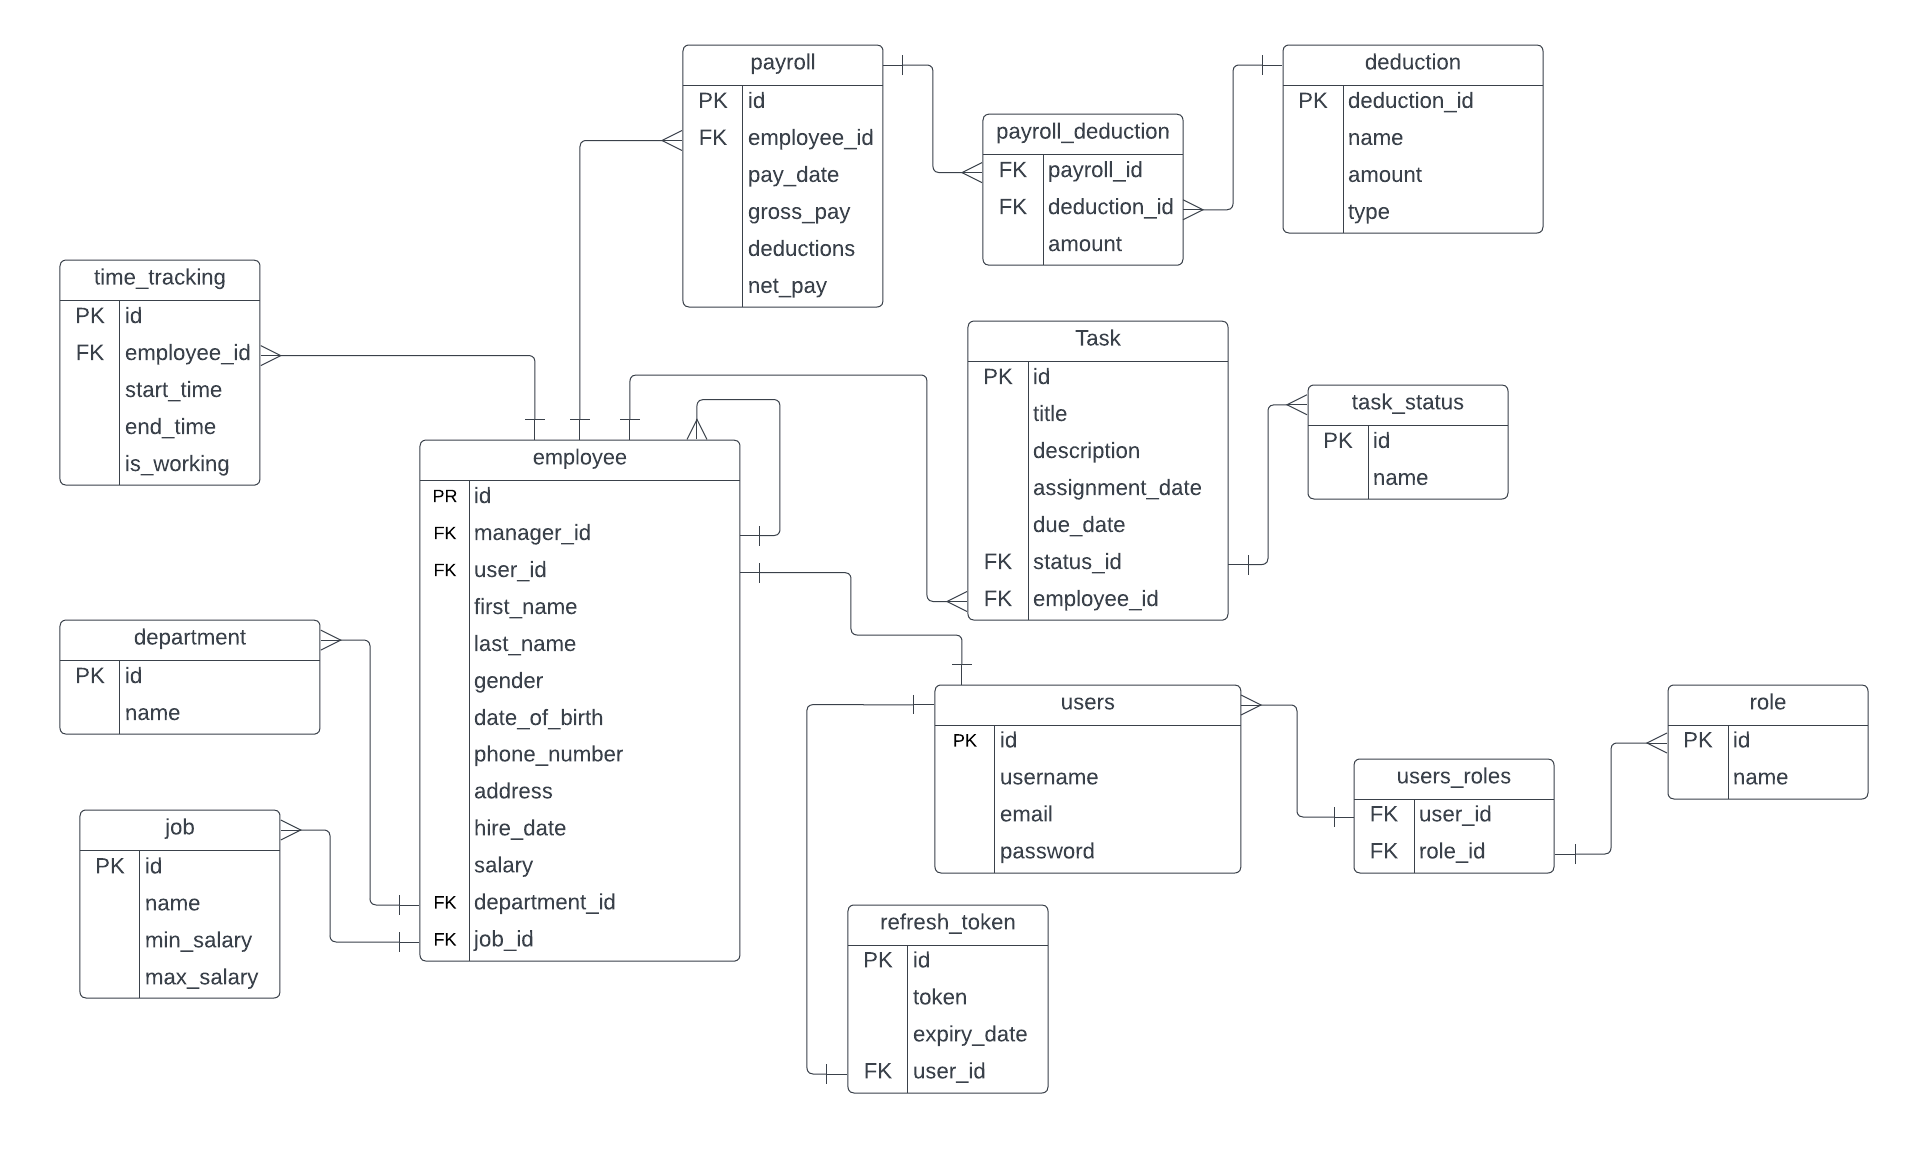 payroll
PK id
FK employee_id
pay_date
gross_pay
deductions
net_pay
payroll_deduction
FK payroll_id
FK deduction_id
amount
deduction
PK deduction_id
name
amount
type
time_tracking
PK id
FK employee_id
start_time
end_time
is_working
Task
PK id
title
description
assignment_date
due_date
FK status_id
FK employee_id
task_status
PK id
name
employee
PR id
FK manager_id
FK user_id
first_name
last_name
gender
date_of_birth
phone_number
address
hire_date
salary
FK department_id
FK job_id
department
PK id
name
job
PK id
name
min_salary
max_salary
users
PK id
username
email
password
users_roles
FK user_id
FK role_id
role
PK id
name
refresh_token
PK id
token
expiry_date
FK user_id